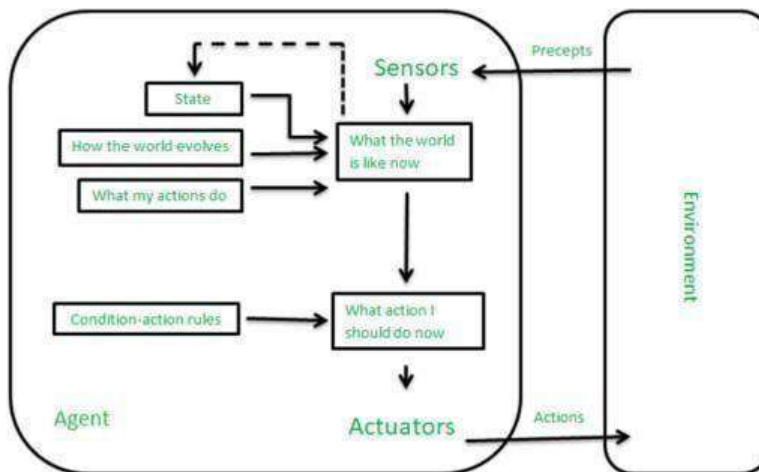 Precepts
Sensors
State
What the world
is like now
How the world evolves
What my actions do
Environment
Condition-action rules
What action I
should do now
Agent
Actuators
Actions